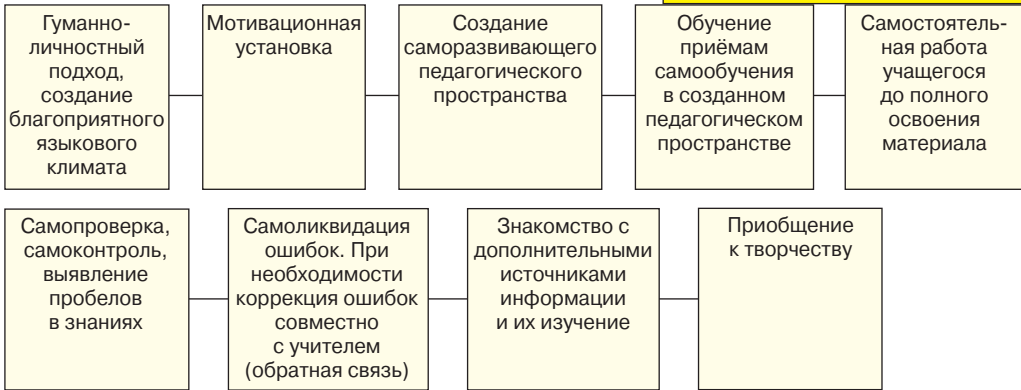 Гуманно-
личностный
подход,
создание
благоприятного
языкового
климата
Мотивационная
установка
Создание
саморазвивающего
педагогического
пространства
Обучение
приёмам
самообучения
в созданном
педагогическом
пространстве
Самостоятель-
ная работа
учащегося
до полного
освоения
материала
Самопроверка,
самоконтроль,
выявление
пробелов
в знаниях
Самоликвидация
ошибок. При
необходимости
коррекция ошибок
совместно
с учителем
(обратная связь)
Знакомство с
дополнительными
источниками
информации
и их изучение
Приобщение
к творчеству